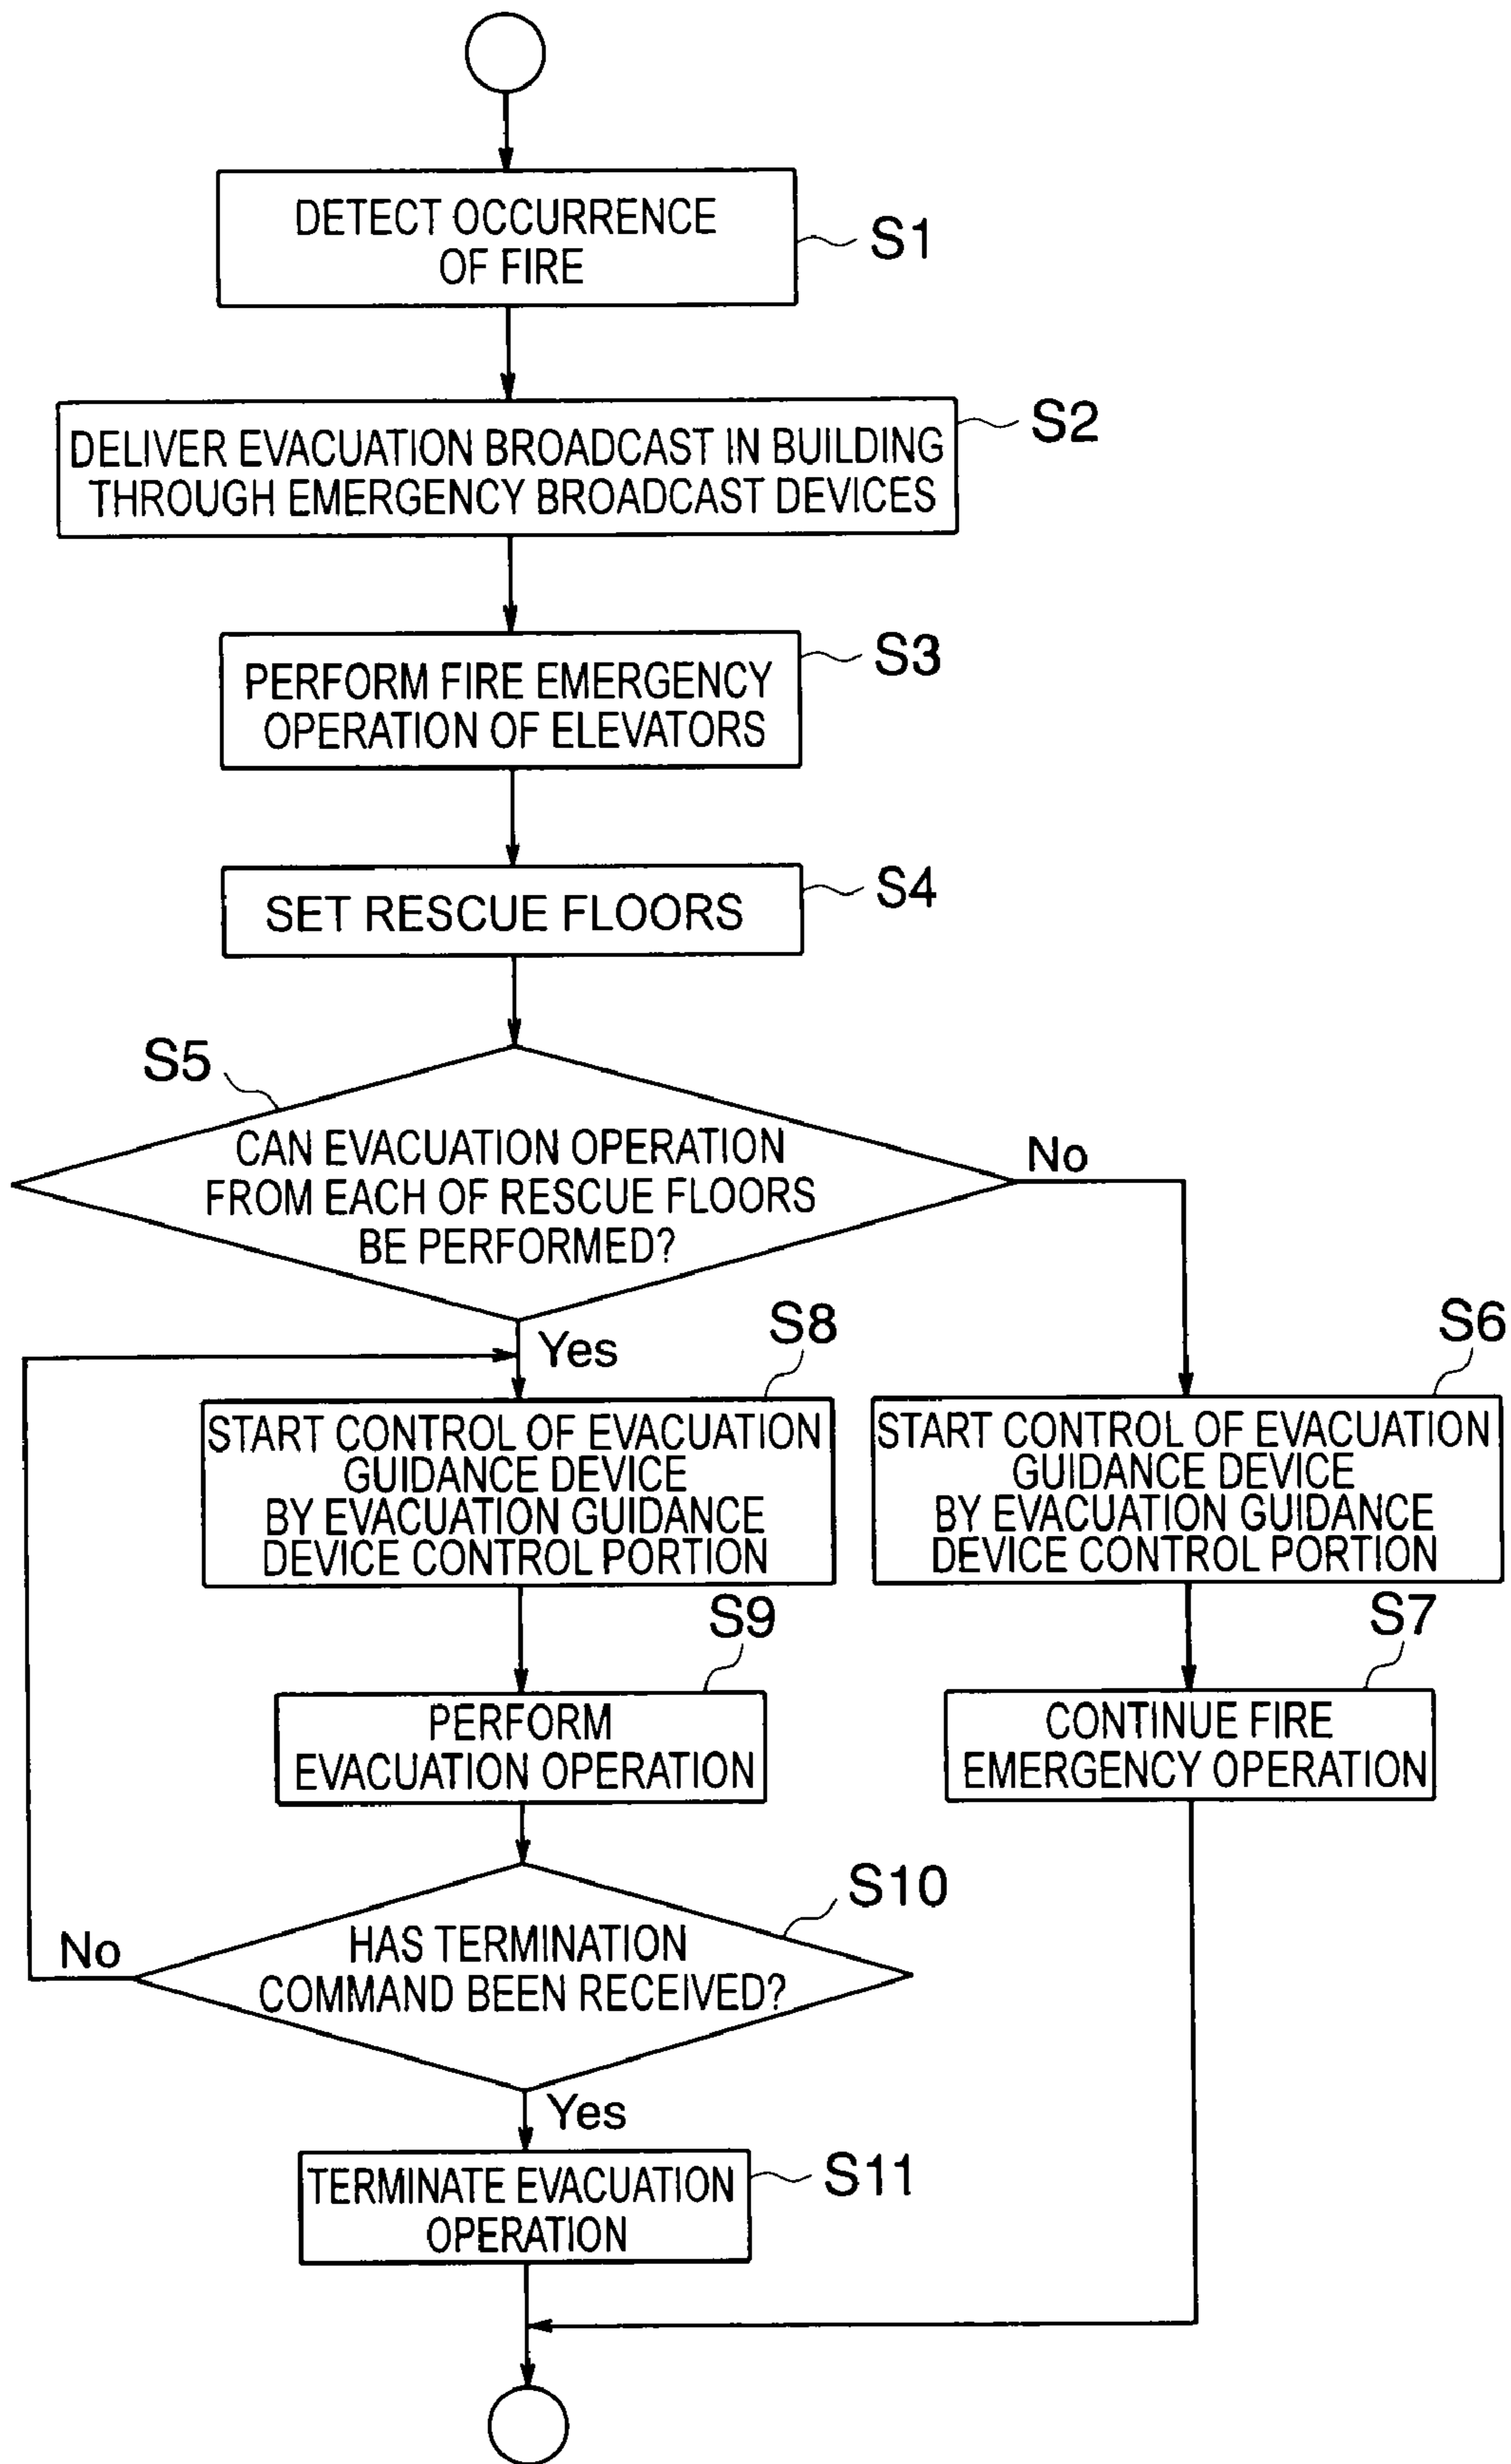 DETECT OCCURRENCE
OF FIRE
S1
DELIVER EVACUATION BROADCAST IN BUILDING
THROUGH EMERGENCY BROADCAST DEVICES
S2
PERFORM FIRE EMERGENCY
OPERATION OF ELEVATORS
S3
SET RESCUE FLOORS
S4
S5
CAN EVACUATION OPERATION
FROM EACH OF RESCUE FLOORS
BE PERFORMED?
No
Yes
S8
START CONTROL OF EVACUATION
GUIDANCE DEVICE
BY EVACUATION GUIDANCE
DEVICE CONTROL PORTION
S6
START CONTROL OF EVACUATION
GUIDANCE DEVICE
BY EVACUATION GUIDANCE
DEVICE CONTROL PORTION
S9
PERFORM
EVACUATION OPERATION
S7
CONTINUE FIRE
EMERGENCY OPERATION
S10
HAS TERMINATION
COMMAND BEEN RECEIVED?
No
Yes
TERMINATE EVACUATION
OPERATION
S11